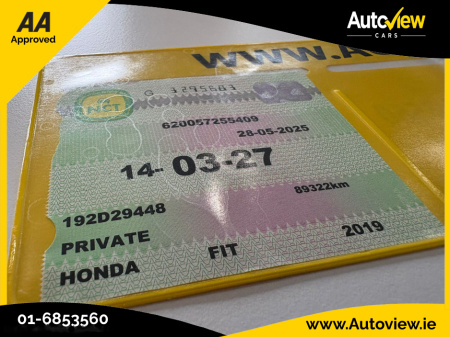 AA
Approved
AutoView
CARS
WWW.A
NCT
G 3295583
620057255409
28-05-2025
14-03-27
89322km
192D29448
PRIVATE
HONDA FIT 2019
01-6853560
www.Autoview.ie